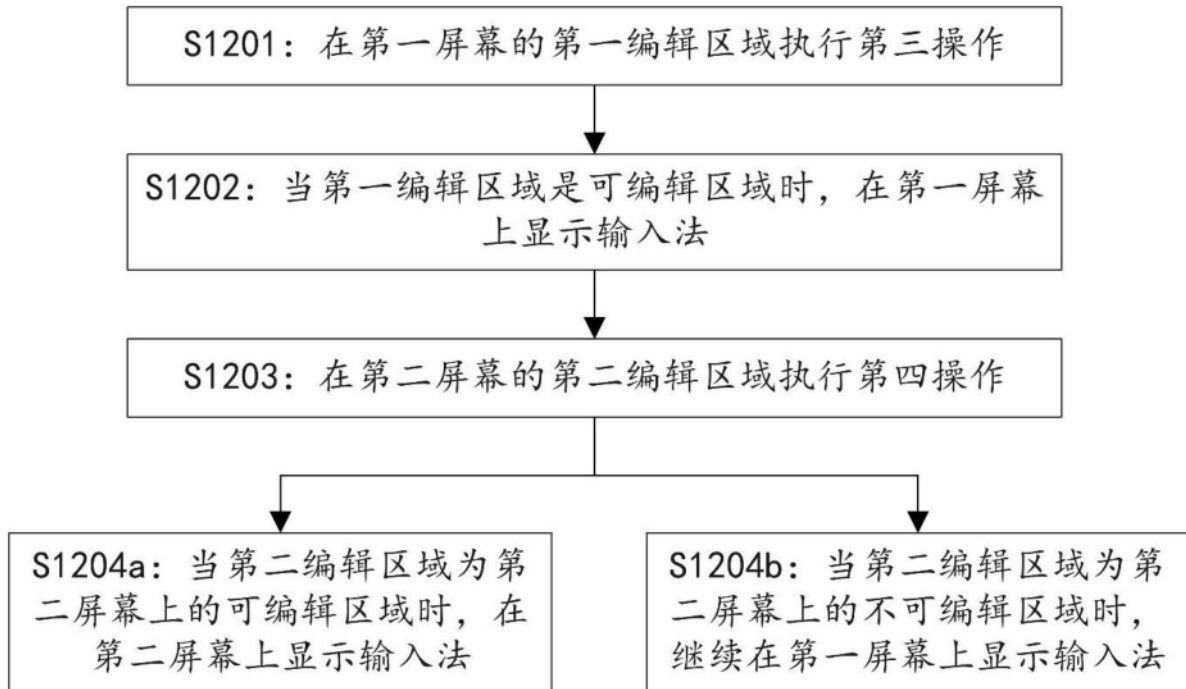 S1201：在第一屏幕的第一编辑区域执行第三操作
S1202：当第一编辑区域是可编辑区域时，在第一屏幕
上显示输入法
S1203：在第二屏幕的第二编辑区域执行第四操作
S1204a：当第二编辑区域为第
二屏幕上的可编辑区域时，在
第二屏幕上显示输入法
S1204b：当第二编辑区域为第
二屏幕上的不可编辑区域时，
继续在第一屏幕上显示输入法